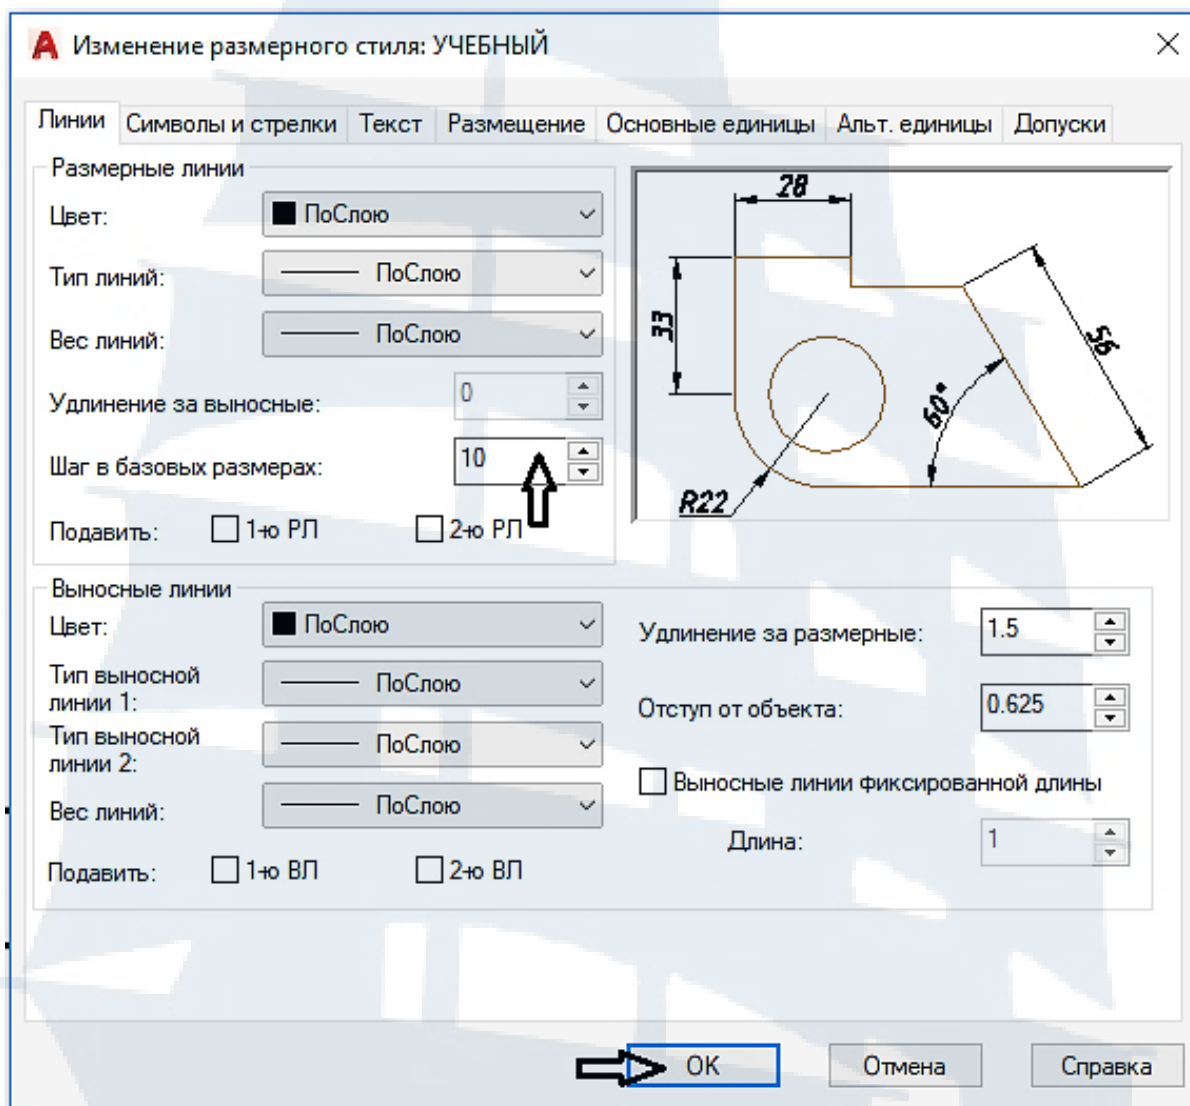 Изменение размерного стиля: УЧЕБНЫЙ
Линии Символы и стрелки Текст Размещение Основные единицы Альт. единицы Допуски
Размерные линии
Цвет: ПоСлою
Тип линий: ПоСлою
Вес линий: ПоСлою
Удлинение за выносные: 0
Шаг в базовых размерах: 10
Подавить: 1-ю РЛ 2-ю РЛ
28
33
56
60°
R22
Выносные линии
Цвет: ПоСлою
Тип выносной
линии 1: ПоСлою
Тип выносной
линии 2: ПоСлою
Вес линий: ПоСлою
Подавить: 1-ю ВЛ 2-ю ВЛ
Удлинение за размерные: 1.5
Отступ от объекта: 0.625
Выносные линии фиксированной длины
Длина: 1
OK Отмена Справка